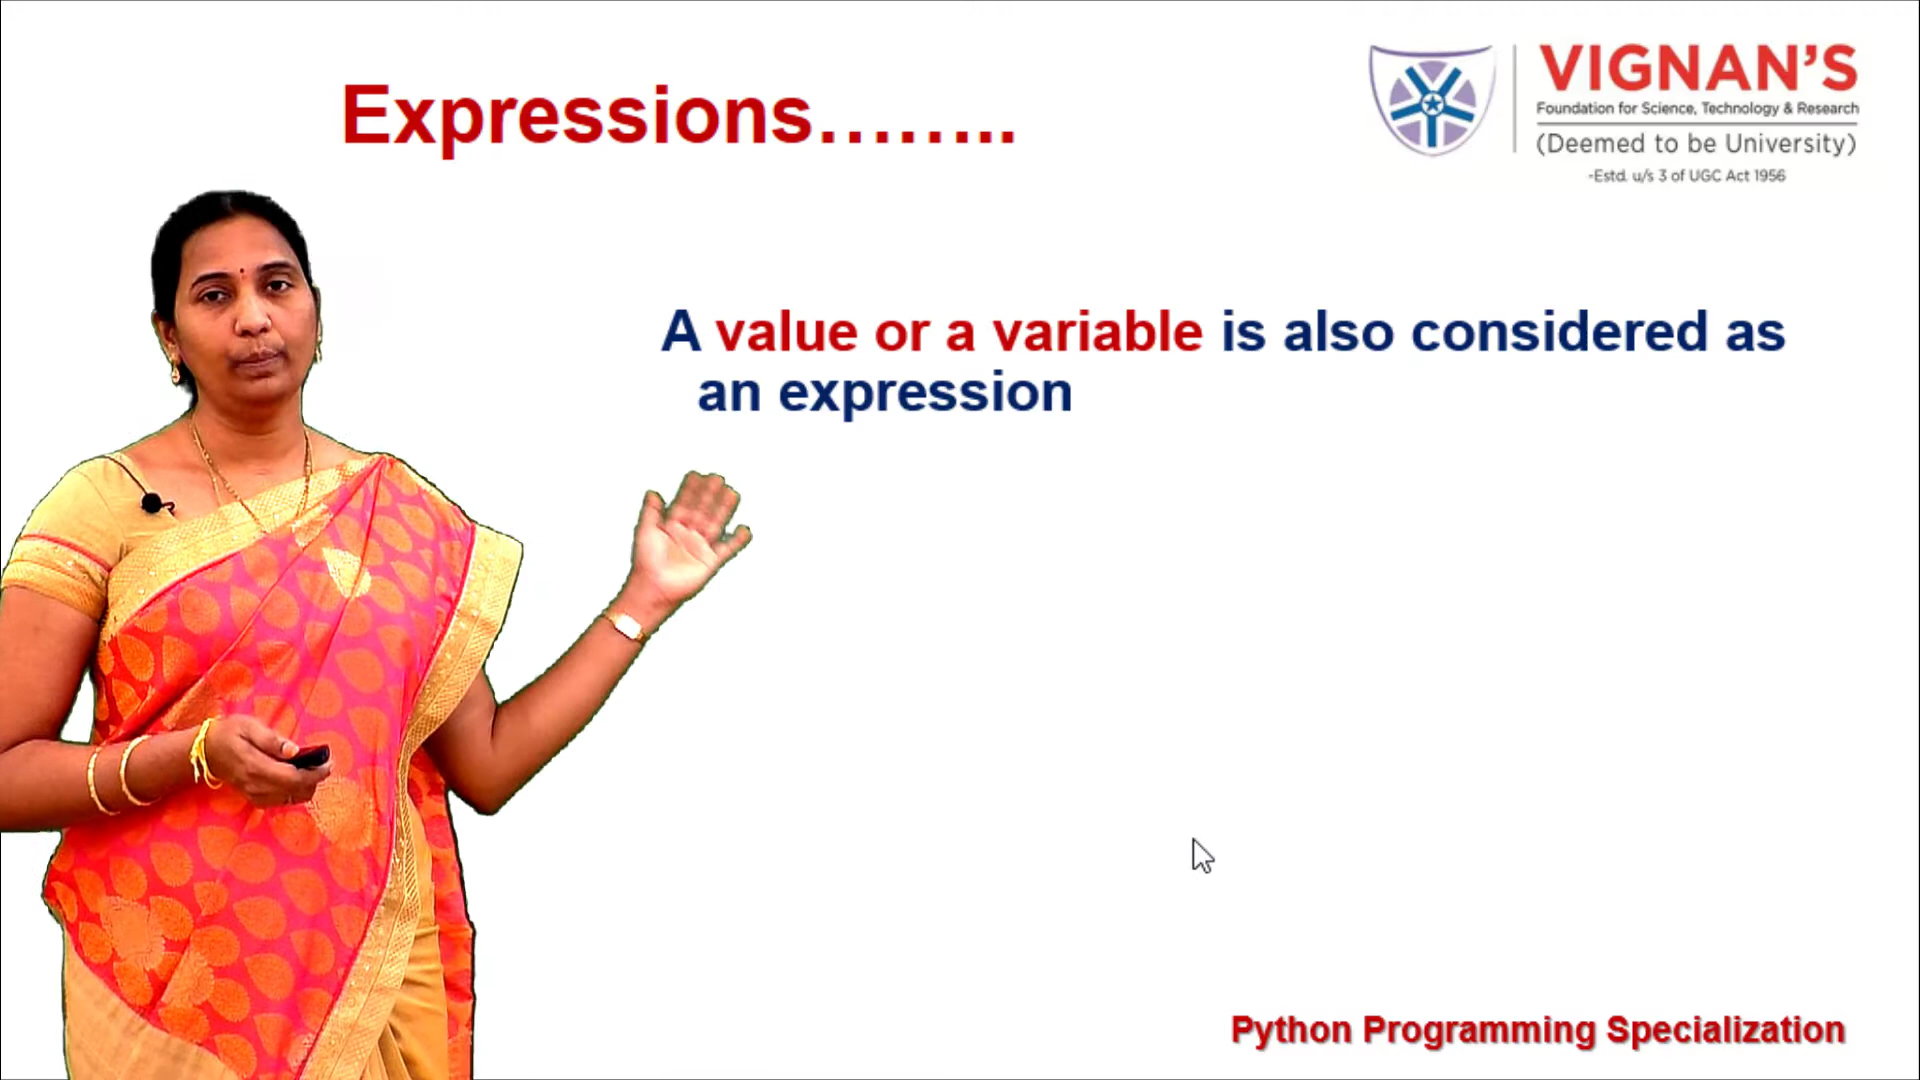 Expressions……..
VIGNAN'S
Foundation for Science, Technology & Research
(Deemed to be University)
-Estd. u/s 3 of UGC Act 1956
A value or a variable is also considered as
an expression
Python Programming Specialization